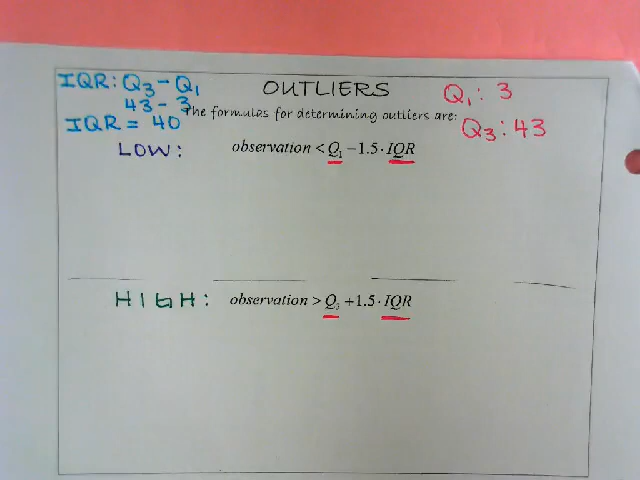 IQR: Q3 - Q1
43 - 3
IQR = 40
OUTLIERS
Q1: 3
Q3: 43
The formulas for determining outliers are:
LOW: observation < Q1 - 1.5 · IQR
HIGH: observation > Q3 + 1.5 · IQR